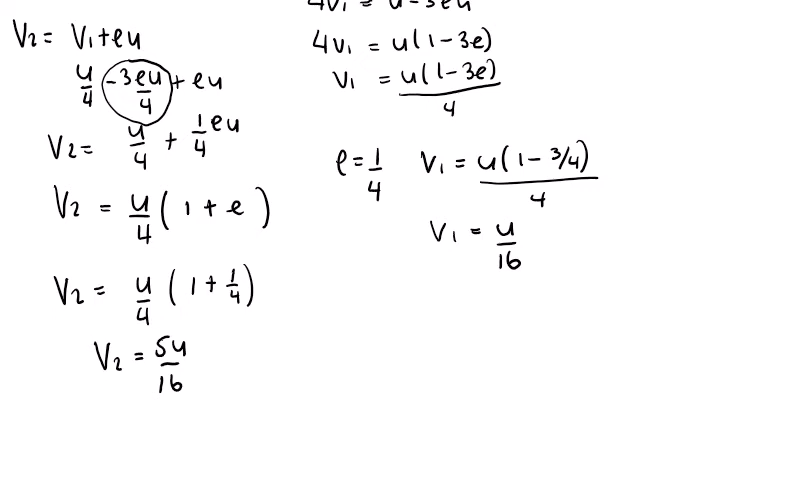 V₂ = V₁ + eu
u/4 - 3eu/4 + eu
V₂ = u/4 + 1/4 eu
V₂ = u/4 ( 1 + e )
V₂ = u/4 ( 1 + 1/4 )
V₂ = 5u/16
4V₁ = u - 3eu
4V₁ = u(1 - 3e)
V₁ = u(1 - 3e)/4
e = 1/4 V₁ = u(1 - 3/4)/4
V₁ = u/16